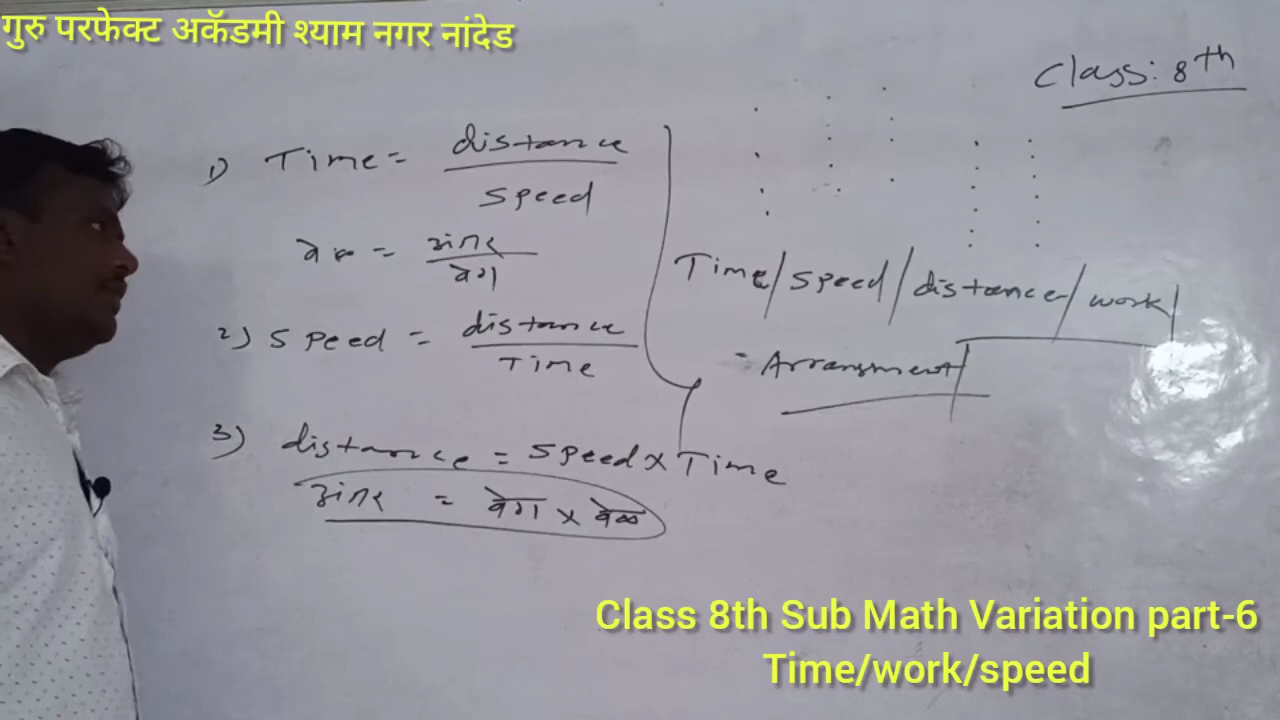 गुरु परफेक्ट अकॅडमी श्याम नगर नांदेड
Class: 8th
1) Time = distance / speed
वेळ = अंतर / वेग
2) speed = distance / Time
3) distance = speed x Time
अंतर = वेग x वेळ
Time/speed/distance/work
= Arrangment
Class 8th Sub Math Variation part-6
Time/work/speed